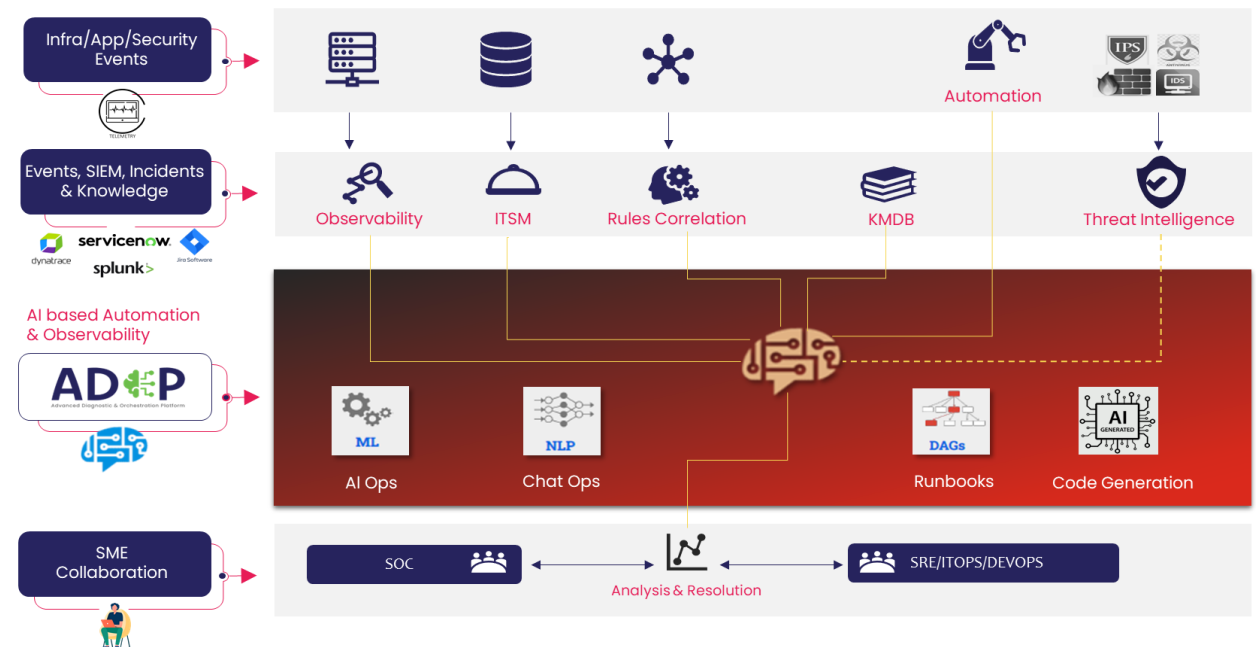 Infra/App/Security
Events
TELEMETRY
Automation
IPS
IDS
Events, SIEM, Incidents
& Knowledge
dynatrace
servicenow.
splunk>
Jira Software
Observability
ITSM
Rules Correlation
KMDB
Threat Intelligence
AI based Automation
& Observability
ADOP
Advanced Diagnostic & Orchestration Platform
ML
AI Ops
NLP
Chat Ops
DAGs
Runbooks
AI
GENERATED
Code Generation
SME
Collaboration
SOC
Analysis & Resolution
SRE/ITOPS/DEVOPS